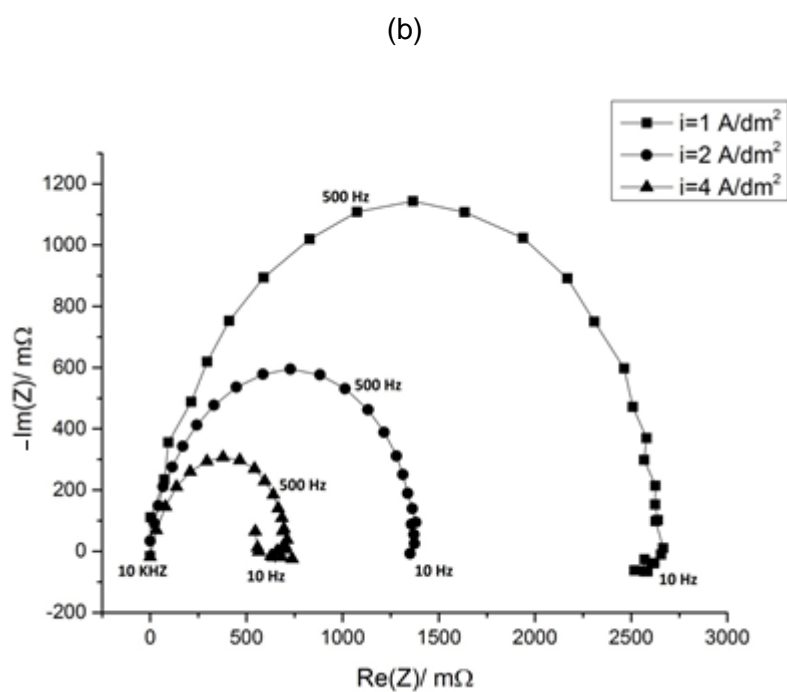 (b)
i=1 A/dm²
i=2 A/dm²
i=4 A/dm²
1200
1000
800
600
400
200
0
-200
−Im(Z)/ mΩ
500 Hz
500 Hz
500 Hz
10 KHZ
10 Hz
10 Hz
10 Hz
0
500
1000
1500
2000
2500
3000
Re(Z)/ mΩ